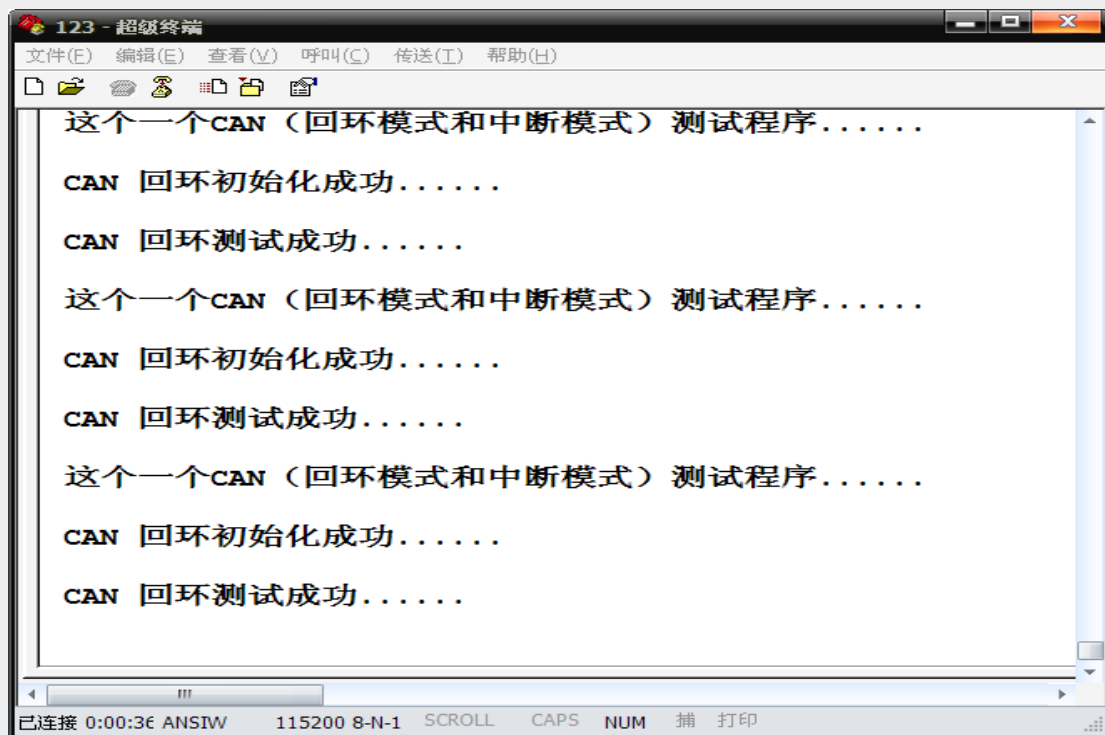 123 - 超级终端
文件(F) 编辑(E) 查看(V) 呼叫(C) 传送(T) 帮助(H)
这个一个CAN（回环模式和中断模式）测试程序......
CAN 回环初始化成功......
CAN 回环测试成功......
这个一个CAN（回环模式和中断模式）测试程序......
CAN 回环初始化成功......
CAN 回环测试成功......
这个一个CAN（回环模式和中断模式）测试程序......
CAN 回环初始化成功......
CAN 回环测试成功......
已连接 0:00:36 ANSIW 115200 8-N-1 SCROLL CAPS NUM 捕 打印